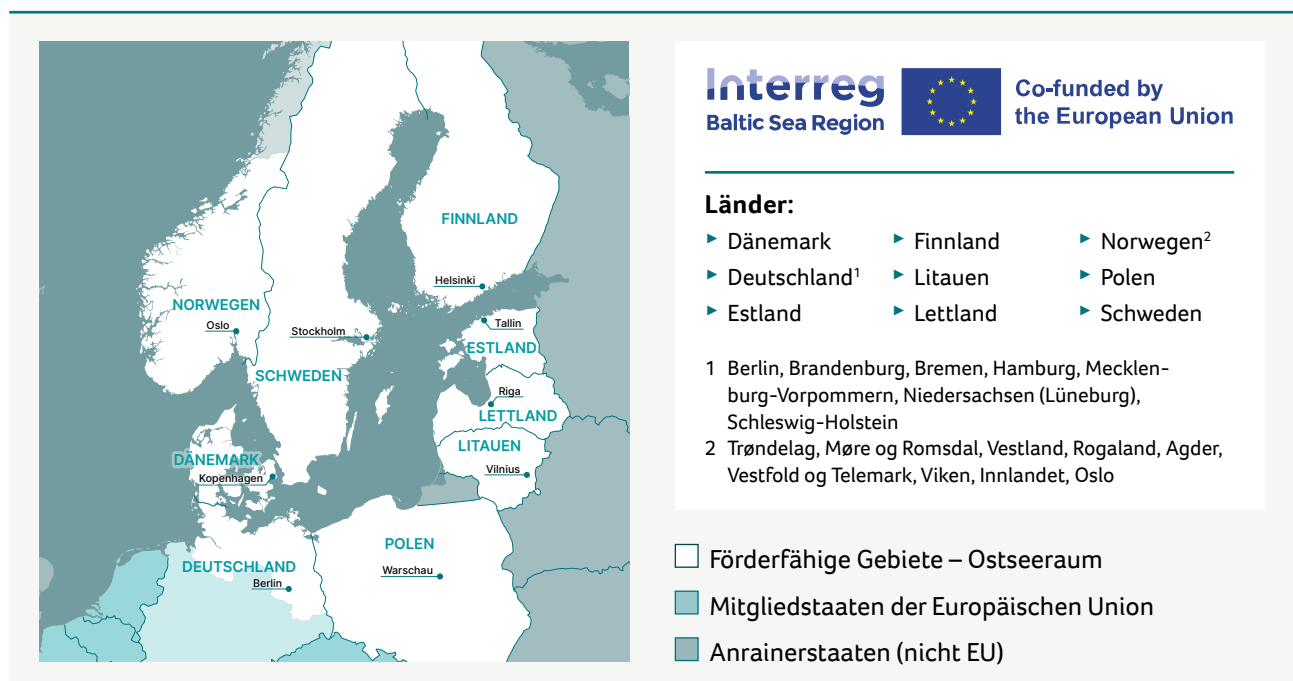 FINNLAND
Helsinki
NORWEGEN
Oslo
Stockholm
Tallin
ESTLAND
SCHWEDEN
Riga
LETTLAND
LITAUEN
DÄNEMARK
Vilnius
Kopenhagen
POLEN
DEUTSCHLAND
Warschau
Berlin
Interreg
Baltic Sea Region
Co-funded by
the European Union
Länder:
► Dänemark ► Finnland ► Norwegen²
► Deutschland¹ ► Litauen ► Polen
► Estland ► Lettland ► Schweden
1 Berlin, Brandenburg, Bremen, Hamburg, Mecklen-
burg-Vorpommern, Niedersachsen (Lüneburg),
Schleswig-Holstein
2 Trøndelag, Møre og Romsdal, Vestland, Rogaland, Agder,
Vestfold og Telemark, Viken, Innlandet, Oslo
Förderfähige Gebiete – Ostseeraum
Mitgliedstaaten der Europäischen Union
Anrainerstaaten (nicht EU)